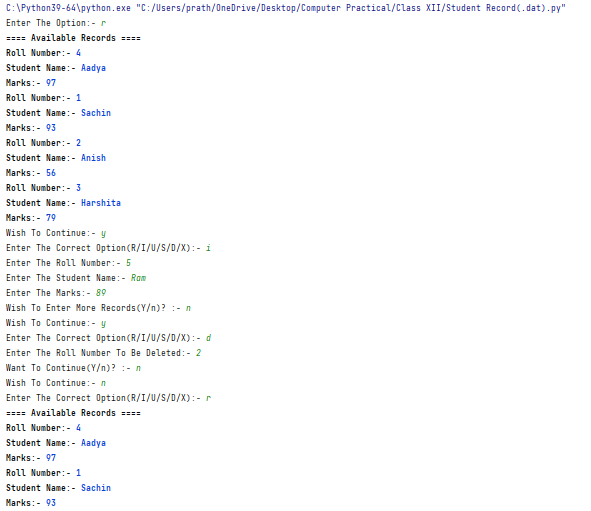 C:\Python39-64\python.exe "C:/Users/prath/OneDrive/Desktop/Computer Practical/Class XII/Student Record(.dat).py"
Enter The Option:- r
==== Available Records ====
Roll Number:- 4
Student Name:- Aadya
Marks:- 97
Roll Number:- 1
Student Name:- Sachin
Marks:- 93
Roll Number:- 2
Student Name:- Anish
Marks:- 56
Roll Number:- 3
Student Name:- Harshita
Marks:- 79
Wish To Continue:- y
Enter The Correct Option(R/I/U/S/D/X):- i
Enter The Roll Number:- 5
Enter The Student Name:- Ram
Enter The Marks:- 89
Wish To Enter More Records(Y/n)? :- n
Wish To Continue:- y
Enter The Correct Option(R/I/U/S/D/X):- d
Enter The Roll Number To Be Deleted:- 2
Want To Continue(Y/n)? :- n
Wish To Continue:- n
Enter The Correct Option(R/I/U/S/D/X):- r
==== Available Records ====
Roll Number:- 4
Student Name:- Aadya
Marks:- 97
Roll Number:- 1
Student Name:- Sachin
Marks:- 93